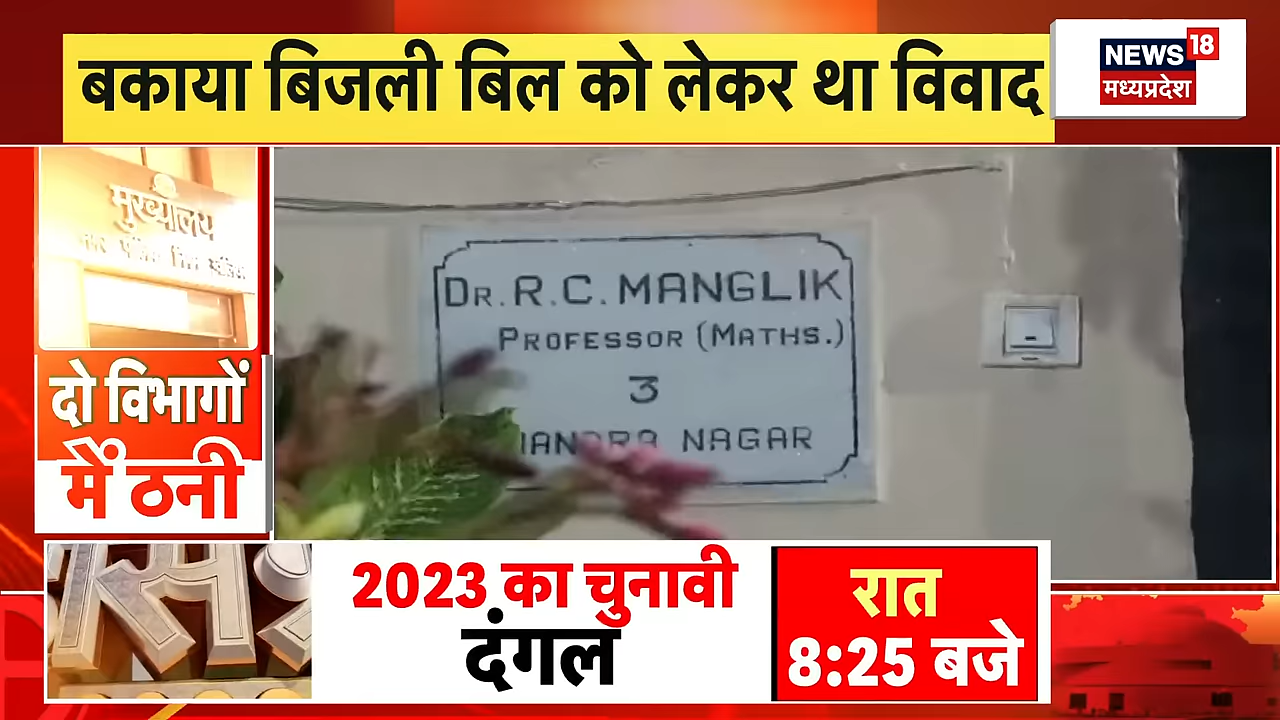 बकाया बिजली बिल को लेकर था विवाद
NEWS 18
मध्यप्रदेश
मुख्यालय
दो विभागों
में ठनी
DR. R. C. MANGLIK
PROFESSOR (MATHS.)
3
NAGAR
2023 का चुनावी
दंगल
रात
8:25 बजे